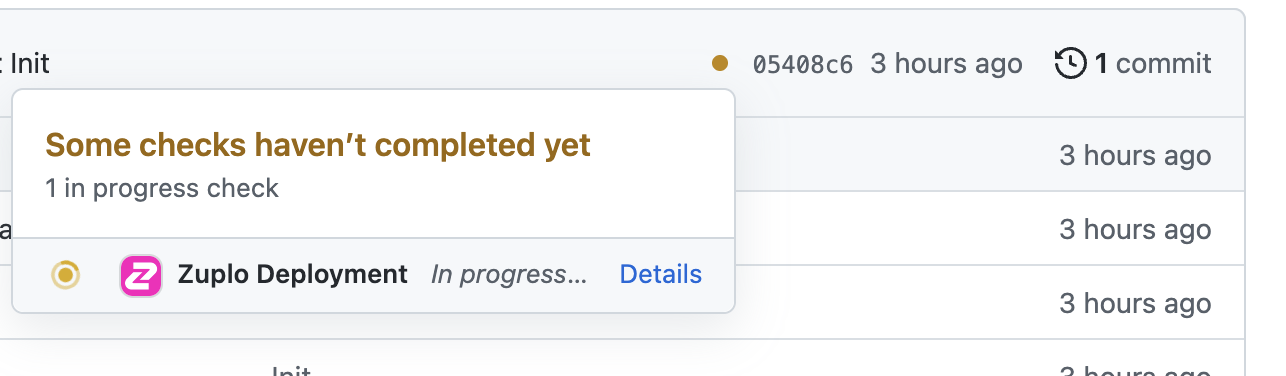 : Init
05408c6 3 hours ago 1 commit
Some checks haven’t completed yet
1 in progress check
3 hours ago
a
3 hours ago
Zuplo Deployment In progress… Details
3 hours ago
Init
3 hours ago